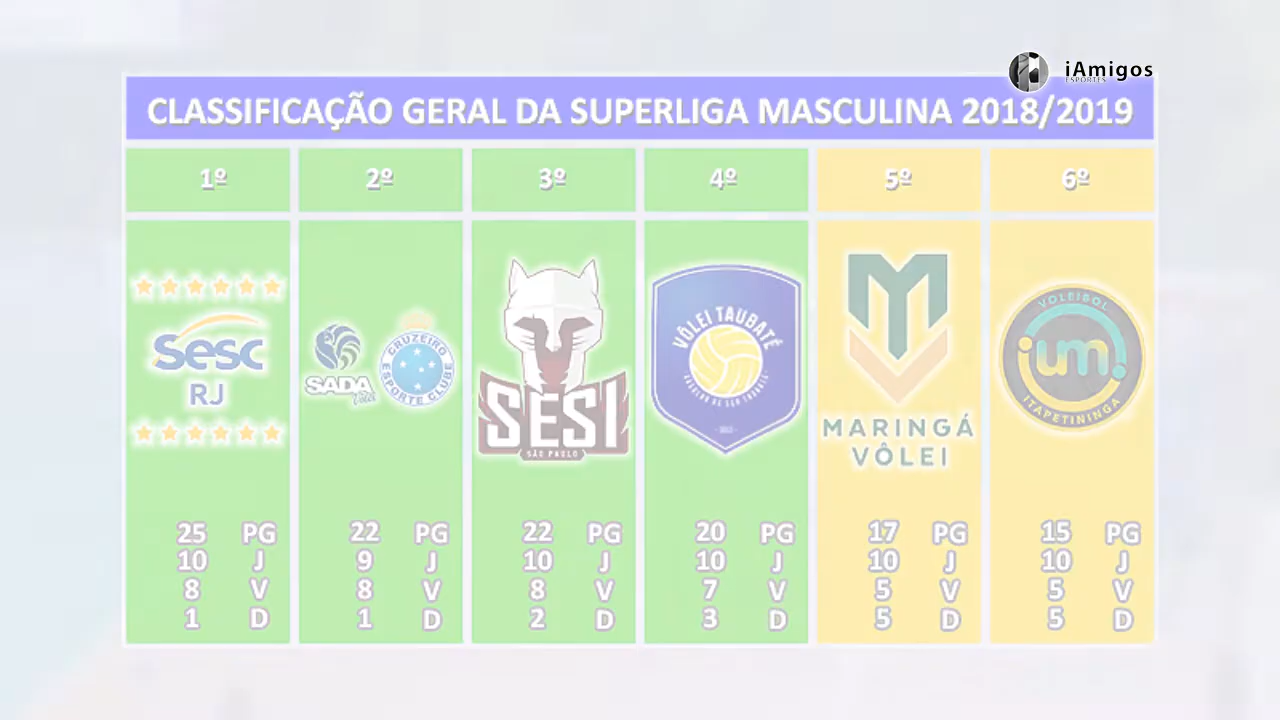 iAmigos
ESPORTES
CLASSIFICAÇÃO GERAL DA SUPERLIGA MASCULINA 2018/2019
1º 2º 3º 4º 5º 6º
Sesc
RJ
SADA
Vôlei
CRUZEIRO
ESPORTE CLUBE
SESI
SÃO PAULO
VÔLEI TAUBATÉ
MARINGÁ
VÔLEI
VOLEIBOL
um
ITAPETININGA
25 PG 22 PG 22 PG 20 PG 17 PG 15 PG
10 J 9 J 10 J 10 J 10 J 10 J
8 V 8 V 8 V 7 V 5 V 5 V
1 D 1 D 2 D 3 D 5 D 5 D